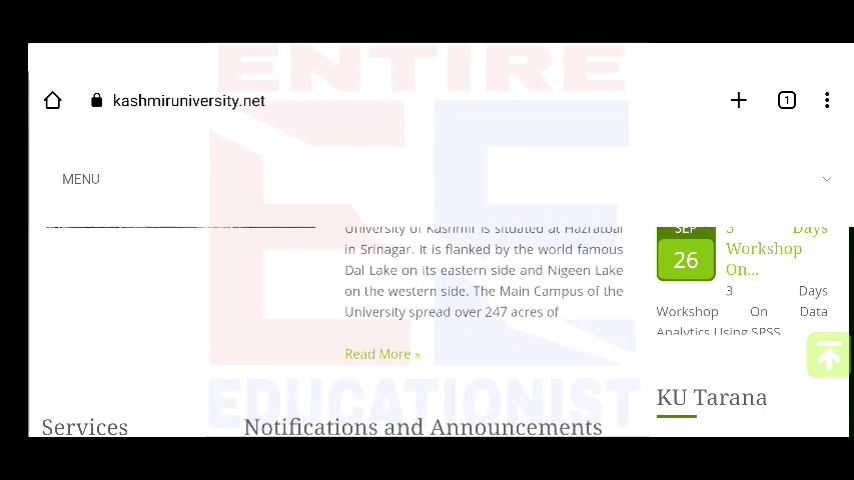 ENTIRE
kashmiruniversity.net
1
MENU
University of Kashmir is situated at Hazratbal
in Srinagar. It is flanked by the world famous
Dal Lake on its eastern side and Nigeen Lake
on the western side. The Main Campus of the
University spread over 247 acres of
Read More »
SEP
26
3 Days
Workshop
On...
3 Days
Workshop On Data
Analytics Using SPSS
KU Tarana
EE
EDUCATIONIST
Services
Notifications and Announcements